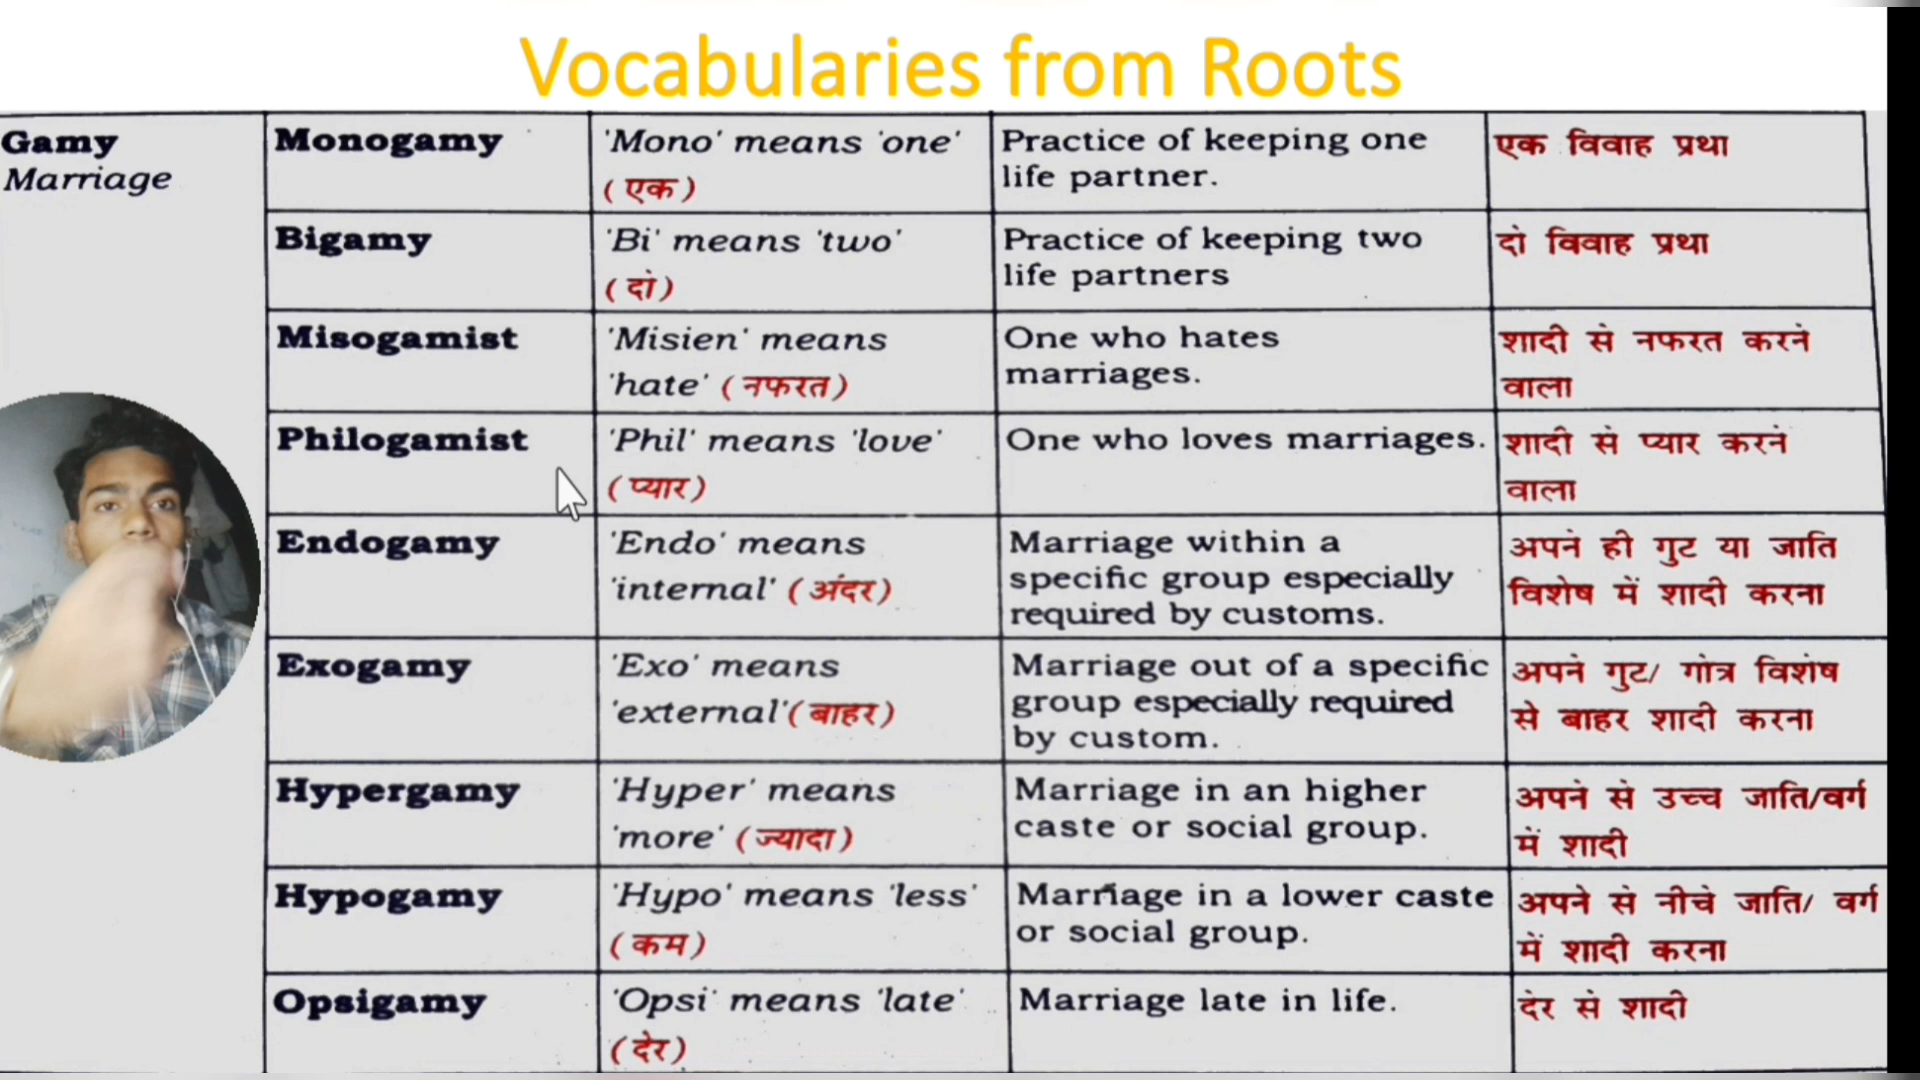 Vocabularies from Roots
Gamy
Marriage
Monogamy
'Mono' means 'one'
(एक)
Practice of keeping one
life partner.
एक विवाह प्रथा
Bigamy
'Bi' means 'two'
(दो)
Practice of keeping two
life partners
दो विवाह प्रथा
Misogamist
'Misien' means
'hate' (नफरत)
One who hates
marriages.
शादी से नफरत करने
वाला
Philogamist
'Phil' means 'love'
(प्यार)
One who loves marriages.
शादी से प्यार करने
वाला
Endogamy
'Endo' means
'internal' (अंदर)
Marriage within a
specific group especially
required by customs.
अपने ही गुट या जाति
विशेष में शादी करना
Exogamy
'Exo' means
'external'(बाहर)
Marriage out of a specific
group especially required
by custom.
अपने गुट/ गोत्र विशेष
से बाहर शादी करना
Hypergamy
'Hyper' means
'more' (ज्यादा)
Marriage in an higher
caste or social group.
अपने से उच्च जाति/वर्ग
में शादी
Hypogamy
'Hypo' means 'less'
(कम)
Marriage in a lower caste
or social group.
अपने से नीचे जाति/ वर्ग
में शादी करना
Opsigamy
'Opsi' means 'late'
(देर)
Marriage late in life.
देर से शादी